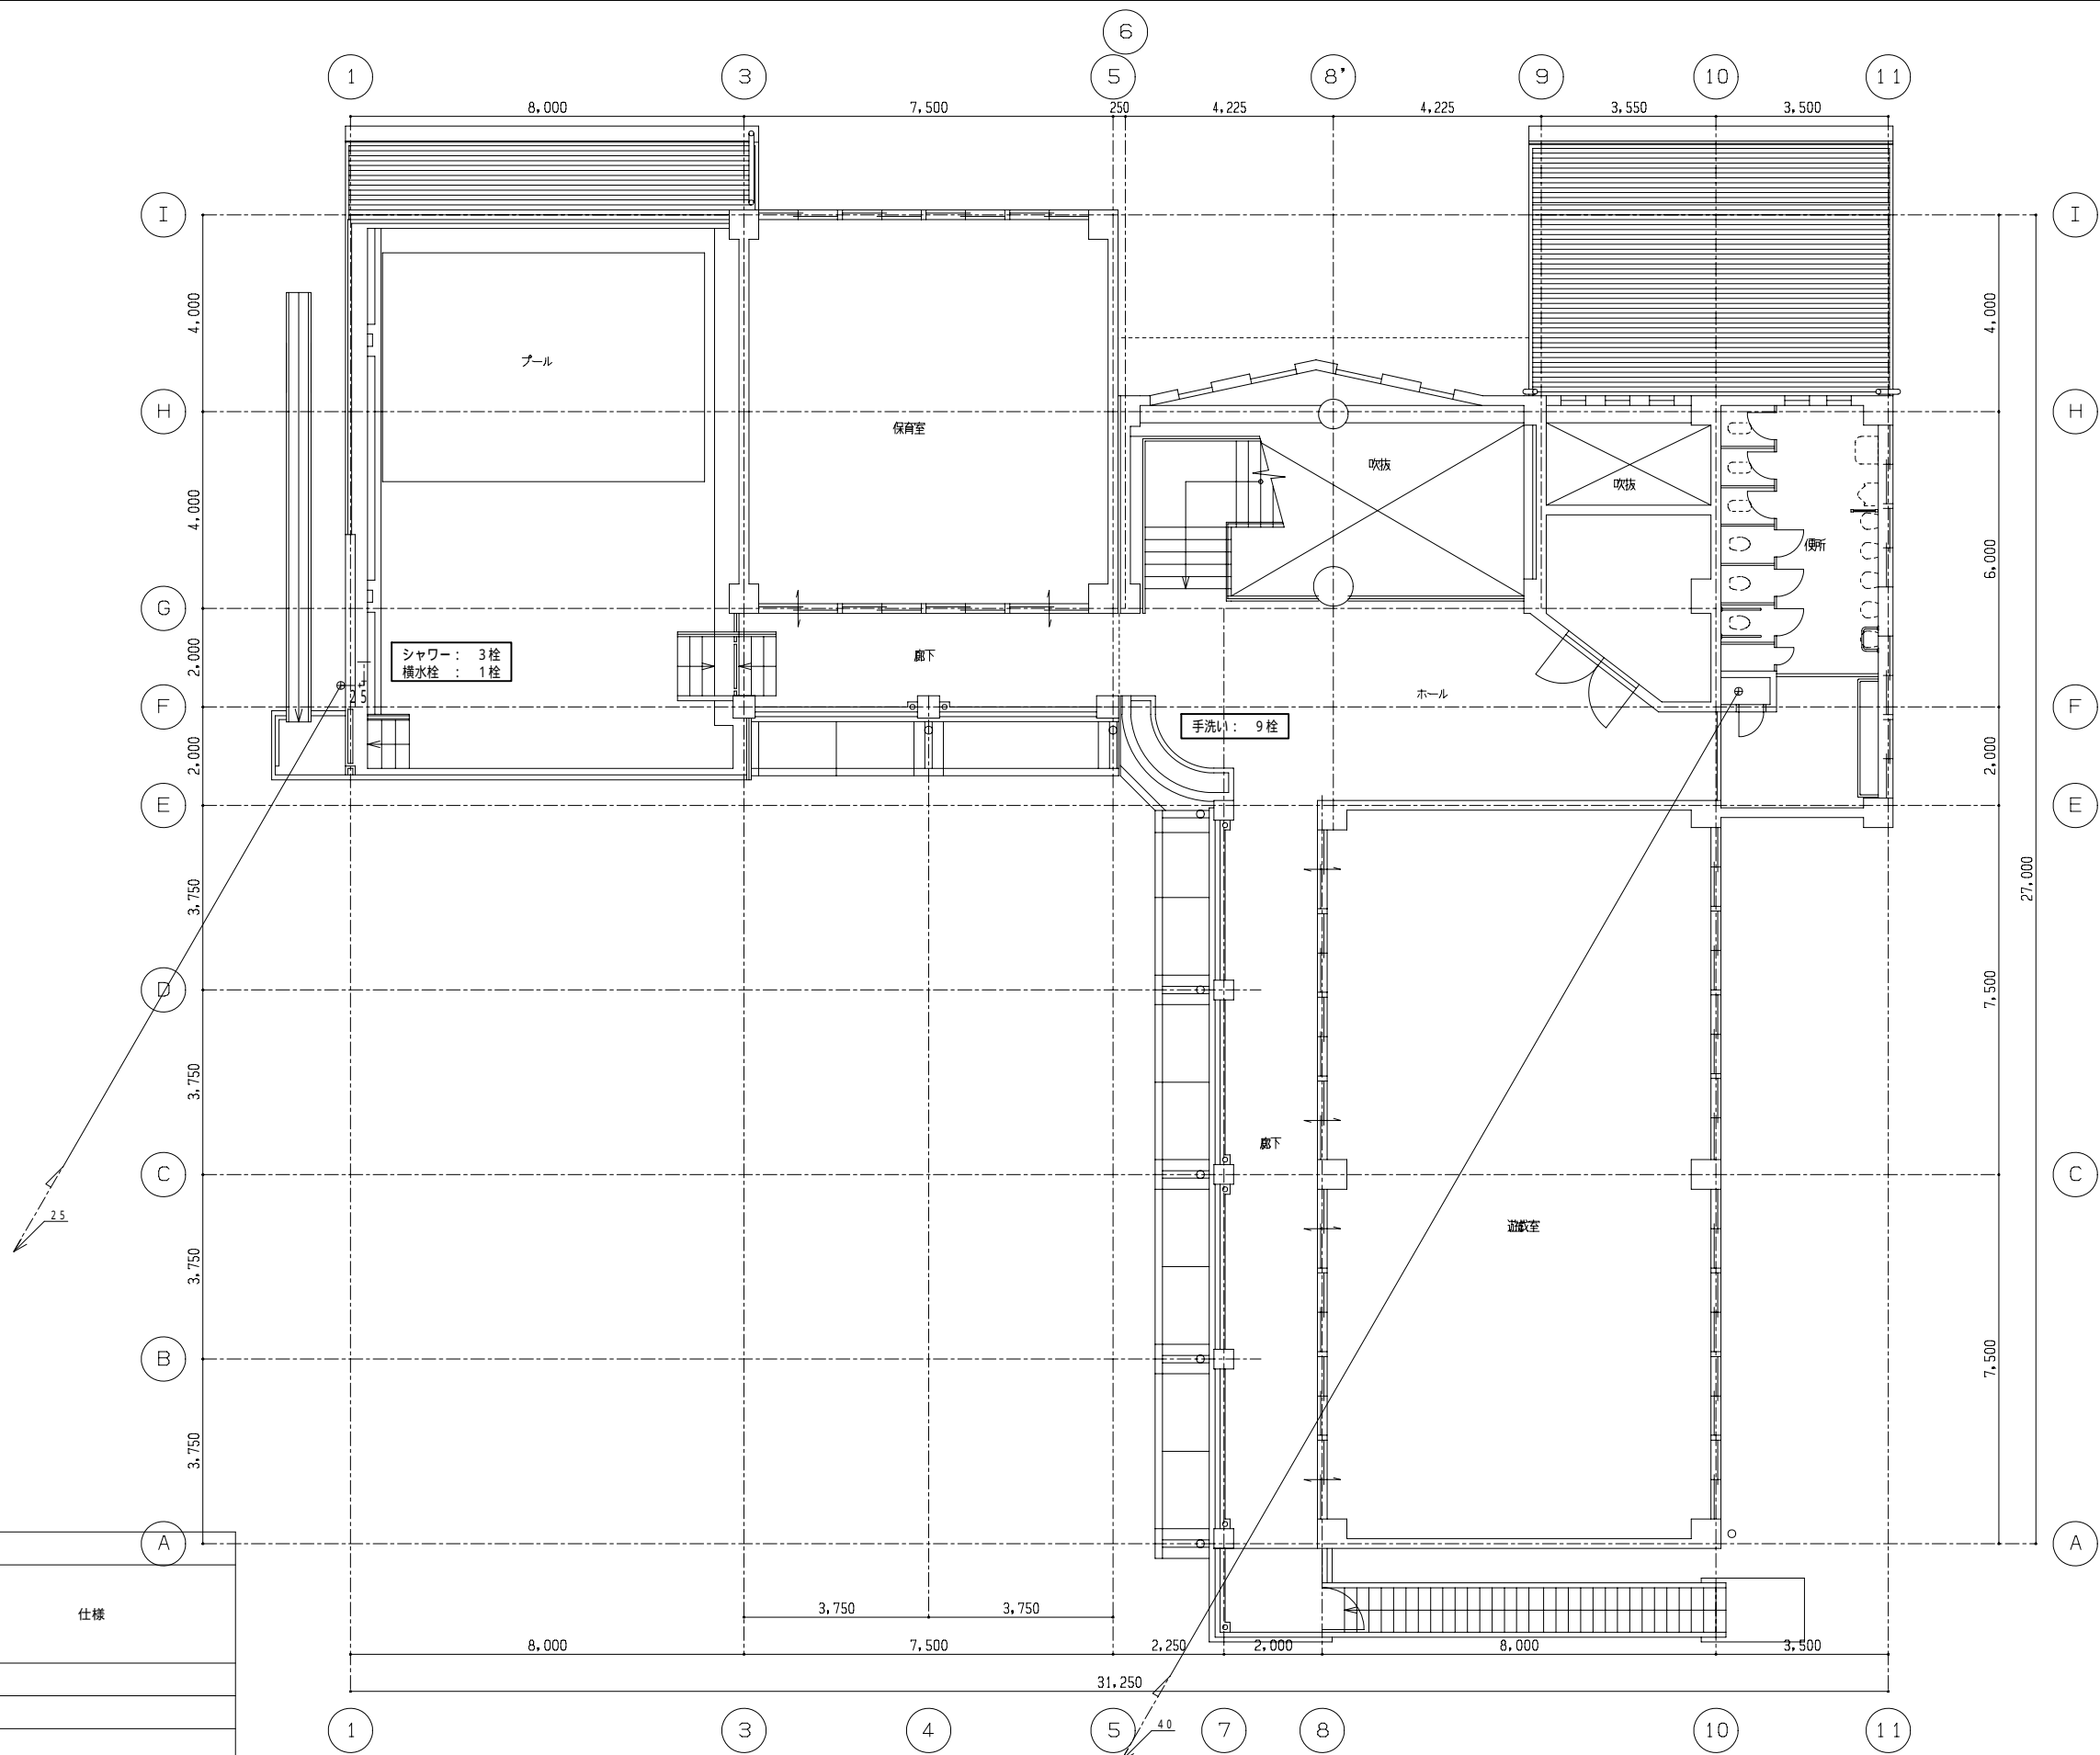 6
1 3 5 8' 9 10 11
8,000 7,500 250 4,225 4,225 3,550 3,500
I I
4,000 4,000
プール
H H
保育室
吹抜
吹抜
4,000
便所
6,000
G G
シャワー： 3栓
横水栓 ： 1栓
2,000
廊下
ホール
25
F F
手洗い： 9栓
2,000 2,000
E E
27,000
3,750
D
7,500
3,750
廊下
C C
25
遊戯室
3,750
B
7,500
3,750
A A
仕様
3,750 3,750
8,000 7,500 2,250 2,000 8,000 3,500
31,250
40
1 3 4 5 7 8 10 11